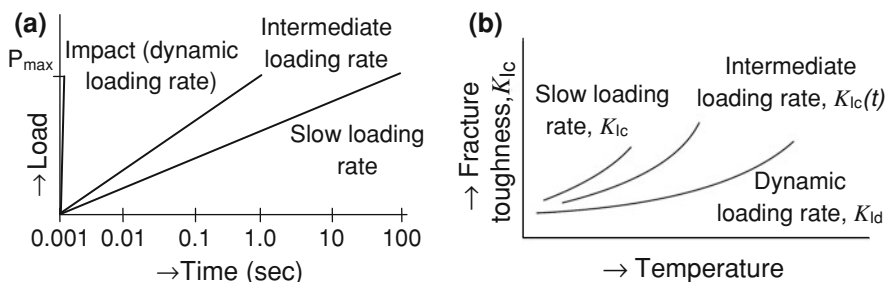 (a)
P_max
Impact (dynamic
loading rate)
Intermediate
loading rate
Slow loading
rate
→ Load
0.001 0.01 0.1 1.0 10 100
→Time (sec)
(b)
→ Fracture
toughness,K_Ic
Slow loading
rate, K_Ic
Intermediate
loading rate, K_Ic(t)
Dynamic
loading rate, K_Id
→ Temperature